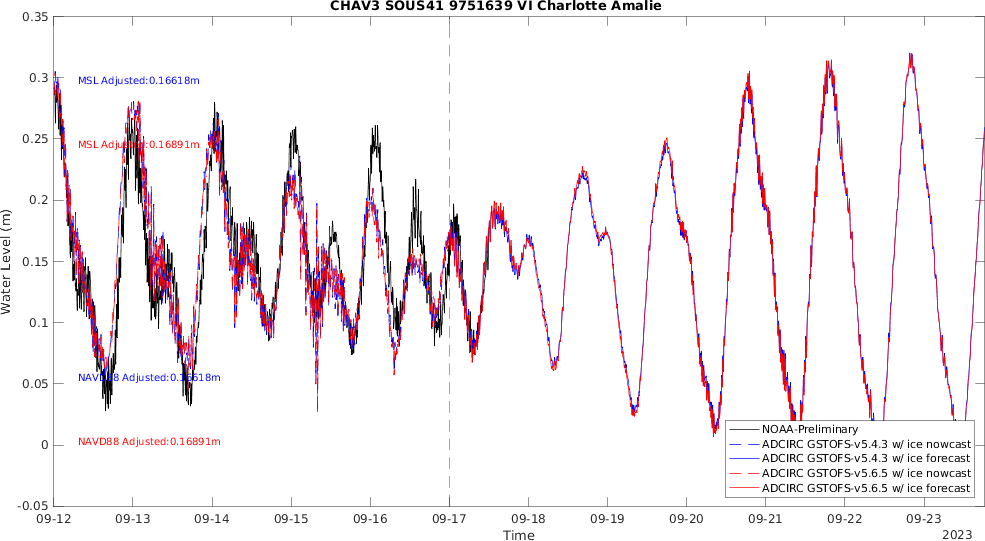 CHAV3 SOUS41 9751639 VI Charlotte Amalie
0.35
0.3
0.25
0.2
0.15
0.1
0.05
0
-0.05
Water Level (m)
MSL Adjusted:0.16618m
MSL Adjusted:0.16891m
NAVD88 Adjusted:0.16618m
NAVD88 Adjusted:0.16891m
NOAA-Preliminary
ADCIRC GSTOFS-v5.4.3 w/ ice nowcast
ADCIRC GSTOFS-v5.4.3 w/ ice forecast
ADCIRC GSTOFS-v5.6.5 w/ ice nowcast
ADCIRC GSTOFS-v5.6.5 w/ ice forecast
09-12 09-13 09-14 09-15 09-16 09-17 09-18 09-19 09-20 09-21 09-22 09-23
Time
2023